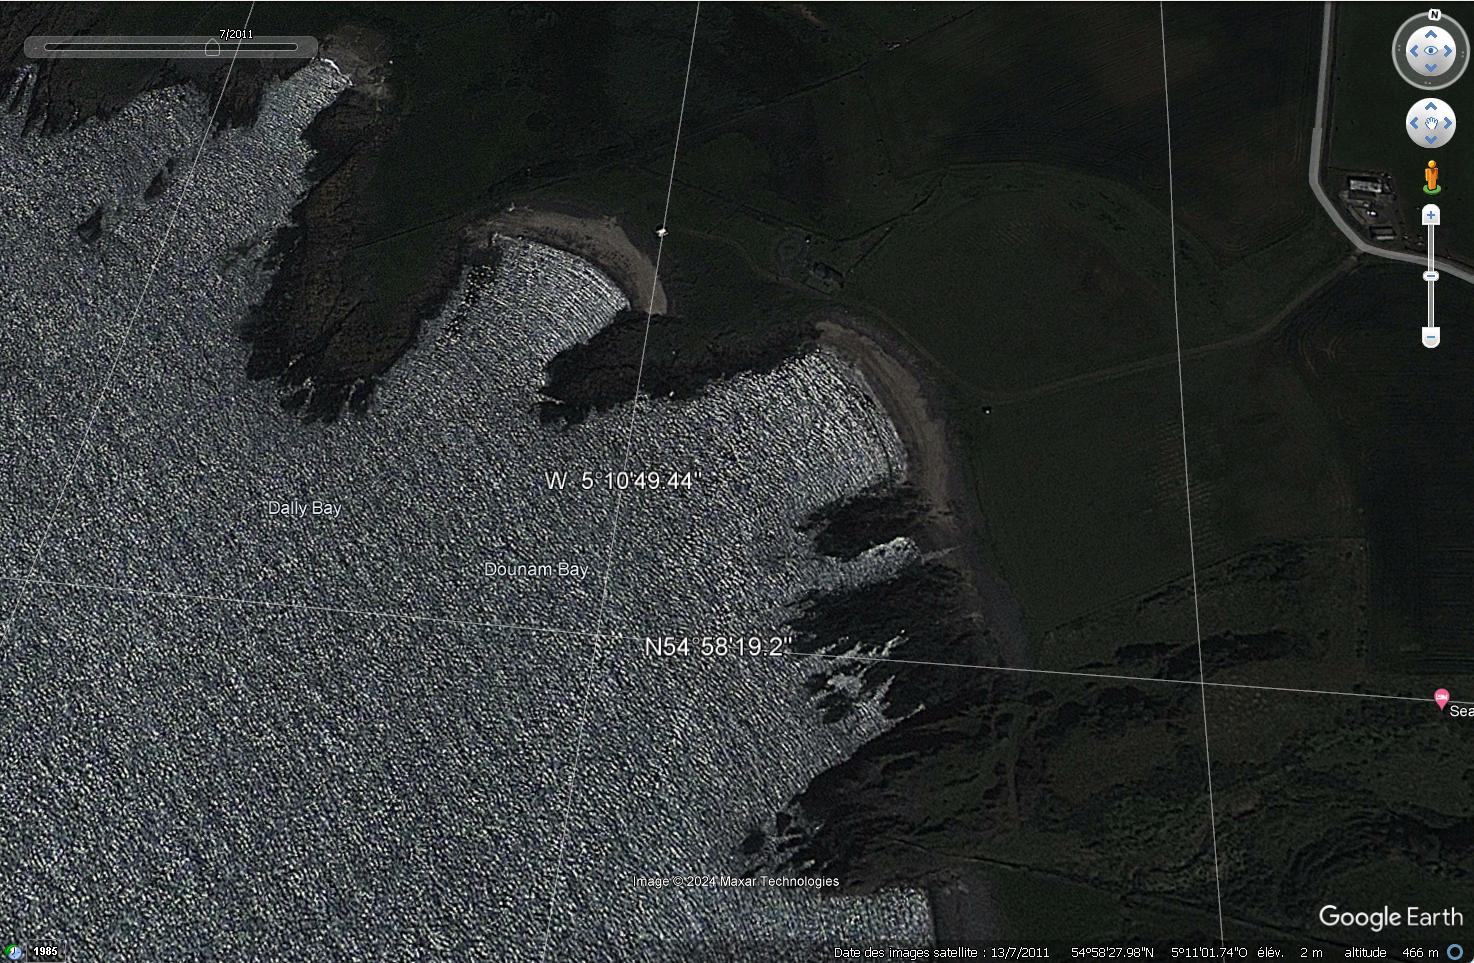 7/2011
N
W  5°10'49.44"
Dally Bay
Dounam Bay
N54°58'19.2"
Sea
Image © 2024 Maxar Technologies
Google Earth
1985
Date des images satellite : 13/7/2011   54°58'27.98"N   5°11'01.74"O   élév.   2 m   altitude   466 m